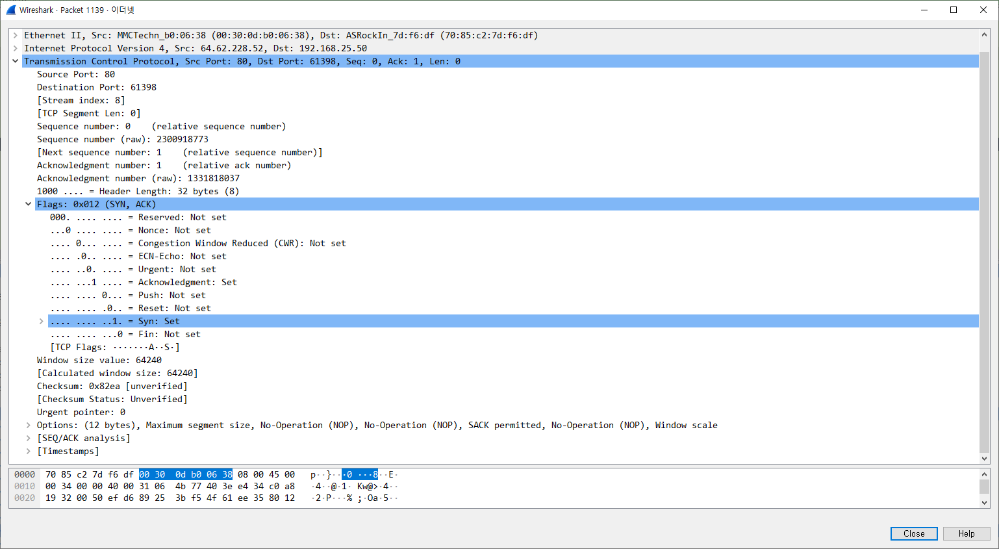 Wireshark · Packet 1139 · 이더넷
Ethernet II, Src: MMCTechn_b0:06:38 (00:30:0d:b0:06:38), Dst: ASRockIn_7d:f6:df (70:85:c2:7d:f6:df)
Internet Protocol Version 4, Src: 64.62.228.52, Dst: 192.168.25.50
Transmission Control Protocol, Src Port: 80, Dst Port: 61398, Seq: 0, Ack: 1, Len: 0
Source Port: 80
Destination Port: 61398
[Stream index: 8]
[TCP Segment Len: 0]
Sequence number: 0    (relative sequence number)
Sequence number (raw): 2300918773
[Next sequence number: 1    (relative sequence number)]
Acknowledgment number: 1    (relative ack number)
Acknowledgment number (raw): 1331818037
1000 .... = Header Length: 32 bytes (8)
Flags: 0x012 (SYN, ACK)
000. .... .... = Reserved: Not set
...0 .... .... = Nonce: Not set
.... 0... .... = Congestion Window Reduced (CWR): Not set
.... .0.. .... = ECN-Echo: Not set
.... ..0. .... = Urgent: Not set
.... ...1 .... = Acknowledgment: Set
.... .... 0... = Push: Not set
.... .... .0.. = Reset: Not set
.... .... ..1. = Syn: Set
.... .... ...0 = Fin: Not set
[TCP Flags: ·······A··S·]
Window size value: 64240
[Calculated window size: 64240]
Checksum: 0x82ea [unverified]
[Checksum Status: Unverified]
Urgent pointer: 0
Options: (12 bytes), Maximum segment size, No-Operation (NOP), No-Operation (NOP), SACK permitted, No-Operation (NOP), Window scale
[SEQ/ACK analysis]
[Timestamps]
0000 70 85 c2 7d f6 df 00 30 0d b0 06 38 08 00 45 00 p··}···0 ···8··E·
0010 00 34 00 00 40 00 31 06 4b 77 40 3e e4 34 c0 a8 ·4··@·1· Kw@>·4··
0020 19 32 00 50 ef d6 89 25 3b f5 4f 61 ee 35 80 12 ·2·P···% ;·Oa·5··
Close Help